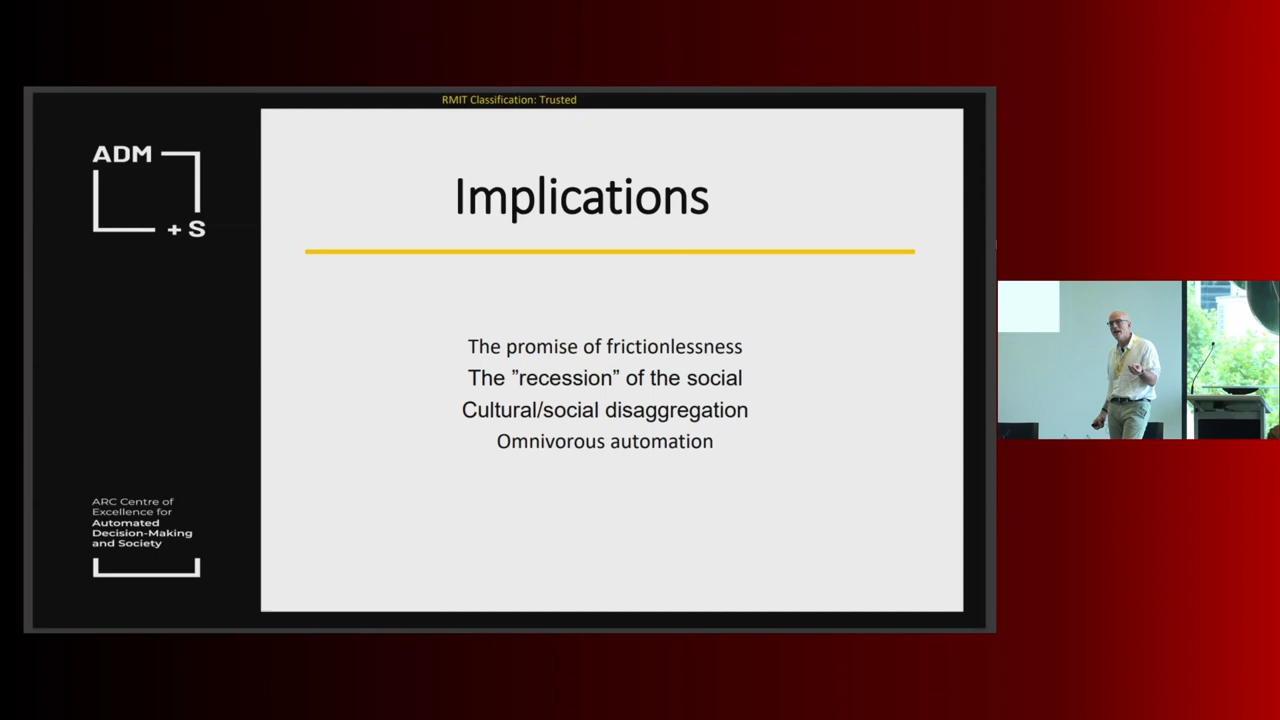 RMIT Classification: Trusted
ADM
+ S
Implications
The promise of frictionlessness
The ”recession” of the social
Cultural/social disaggregation
Omnivorous automation
ARC Centre of
Excellence for
Automated
Decision-Making
and Society